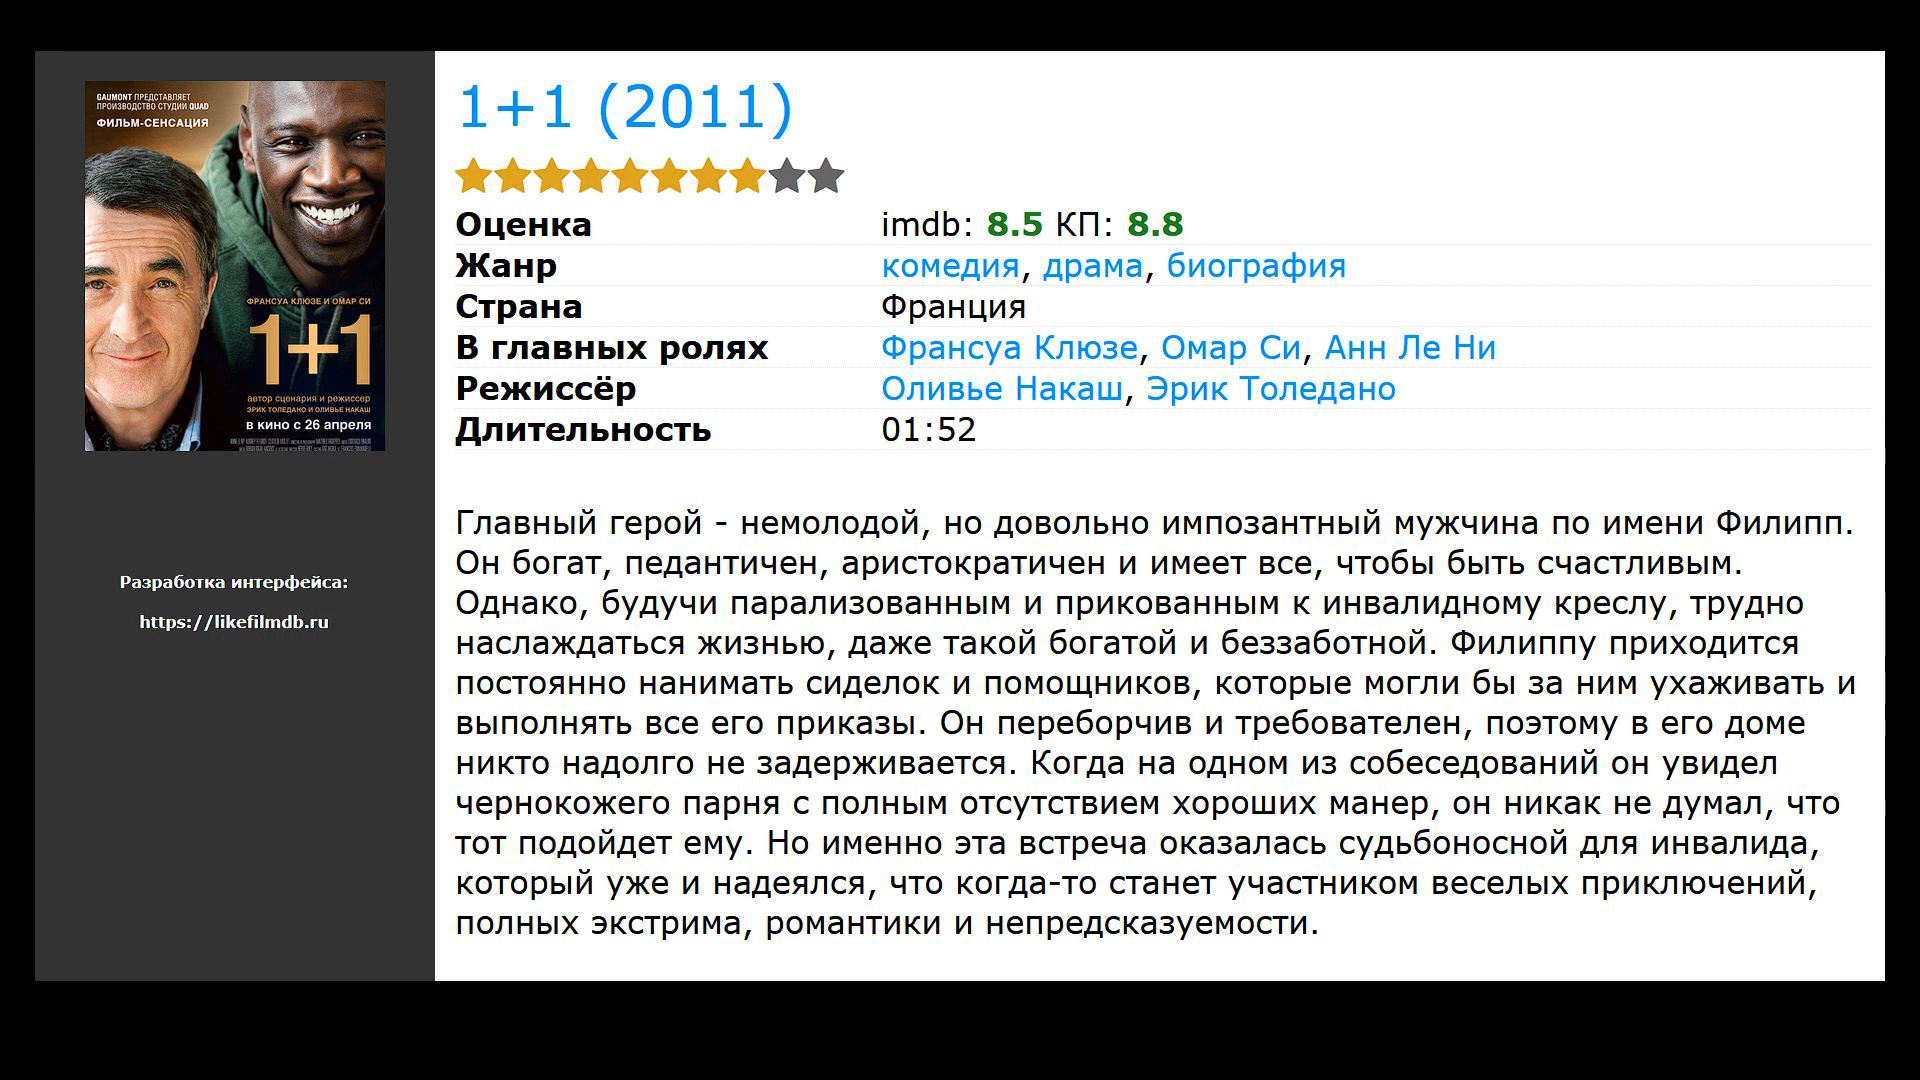 GAUMONT ПРЕДСТАВЛЯЕТ
ПРОИЗВОДСТВО СТУДИИ QUAD
ФИЛЬМ-СЕНСАЦИЯ
ФРАНСУА КЛЮЗЕ И ОМАР СИ
1+1
автор сценария и режиссер
ЭРИК ТОЛЕДАНО И ОЛИВЬЕ НАКАШ
в кино с 26 апреля
Разработка интерфейса:
https://likefilmdb.ru
1+1 (2011)
Оценка imdb: 8.5 КП: 8.8
Жанр комедия, драма, биография
Страна Франция
В главных ролях Франсуа Клюзе, Омар Си, Анн Ле Ни
Режиссёр Оливье Накаш, Эрик Толедано
Длительность 01:52
Главный герой - немолодой, но довольно импозантный мужчина по имени Филипп.
Он богат, педантичен, аристократичен и имеет все, чтобы быть счастливым.
Однако, будучи парализованным и прикованным к инвалидному креслу, трудно
наслаждаться жизнью, даже такой богатой и беззаботной. Филиппу приходится
постоянно нанимать сиделок и помощников, которые могли бы за ним ухаживать и
выполнять все его приказы. Он переборчив и требователен, поэтому в его доме
никто надолго не задерживается. Когда на одном из собеседований он увидел
чернокожего парня с полным отсутствием хороших манер, он никак не думал, что
тот подойдет ему. Но именно эта встреча оказалась судьбоносной для инвалида,
который уже и надеялся, что когда-то станет участником веселых приключений,
полных экстрима, романтики и непредсказуемости.